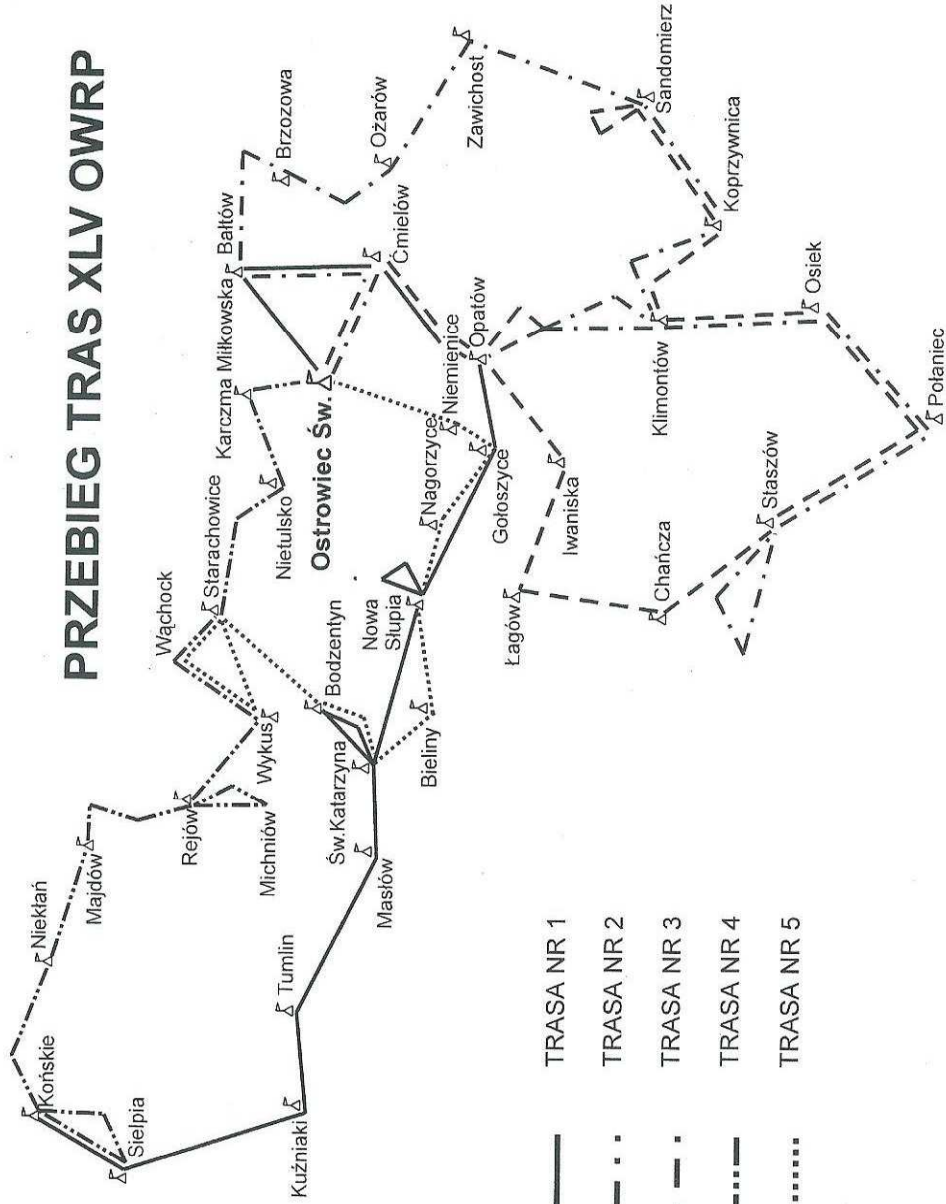 PRZEBIEG TRAS XLV OWRP
Końskie
Niekłań
Majdów
Sielpia
Rejów
Michniów
Wykus
Wąchock
Starachowice
Nietulsko
Karczma Miłkowska
Bałtów
Brzozowa
Ożarów
Ćmielów
Zawichost
Ostrowiec Św.
Kuźniaki
Tumlin
Masłów
Św.Katarzyna
Bodzentyn
Bieliny
Nowa
Słupia
Nagorzyce
Niemienice
Gołoszyce
Opatów
Iwaniska
Łagów
Chańcza
Staszów
Klimontów
Koprzywnica
Sandomierz
Osiek
Połaniec
TRASA NR 1
TRASA NR 2
TRASA NR 3
TRASA NR 4
TRASA NR 5